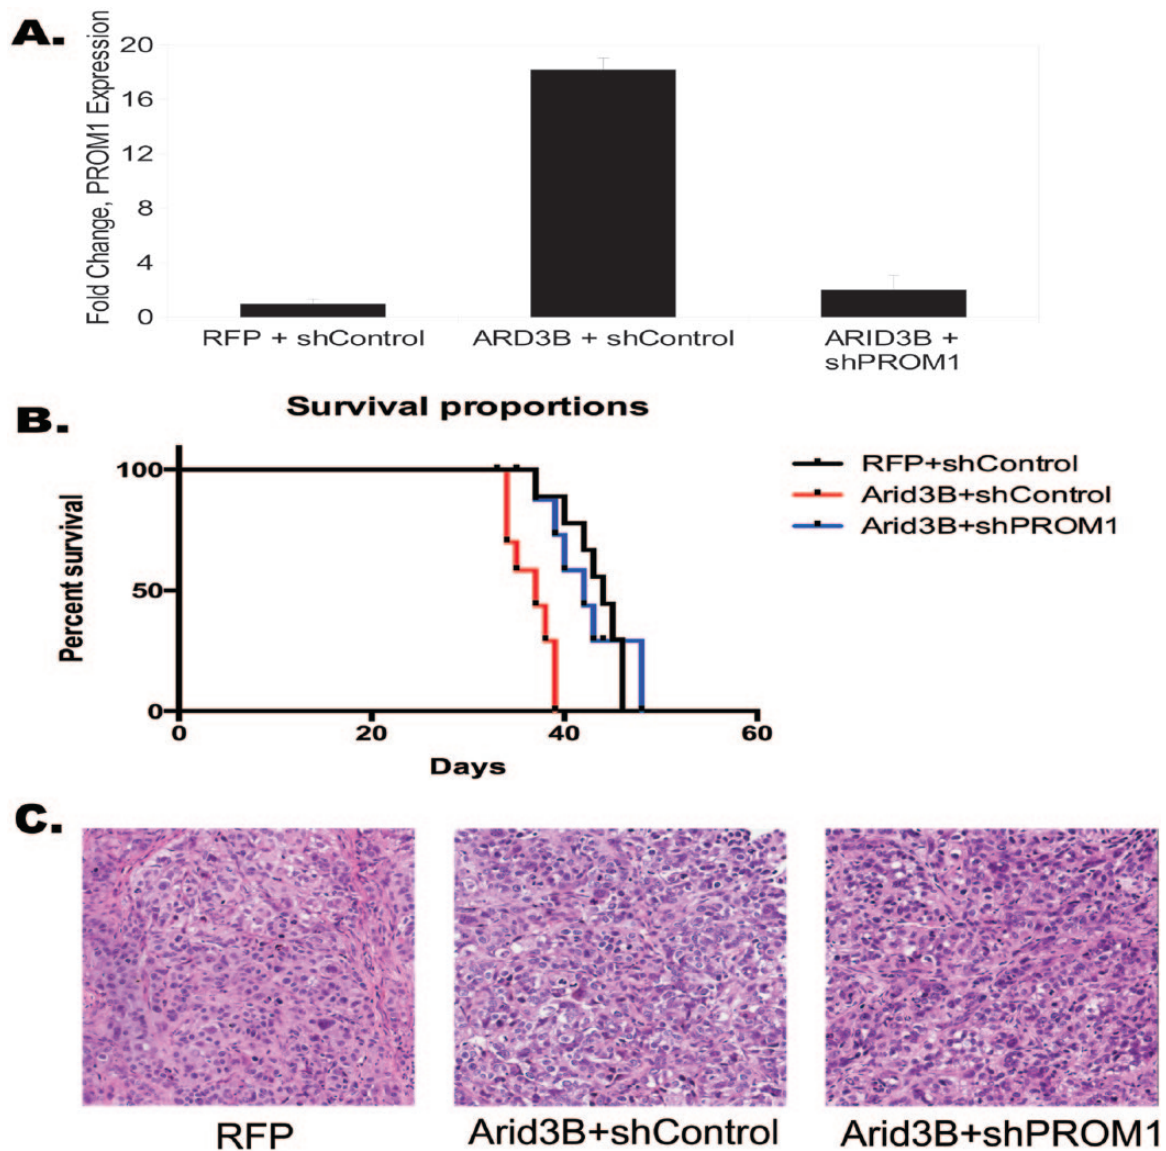 A.
Fold Change, PROM1 Expression
20
16
12
8
4
0
RFP + shControl
ARD3B + shControl
ARID3B +
shPROM1
B.
Survival proportions
Percent survival
100
50
0
0
20
40
60
Days
RFP+shControl
Arid3B+shControl
Arid3B+shPROM1
C.
RFP
Arid3B+shControl
Arid3B+shPROM1